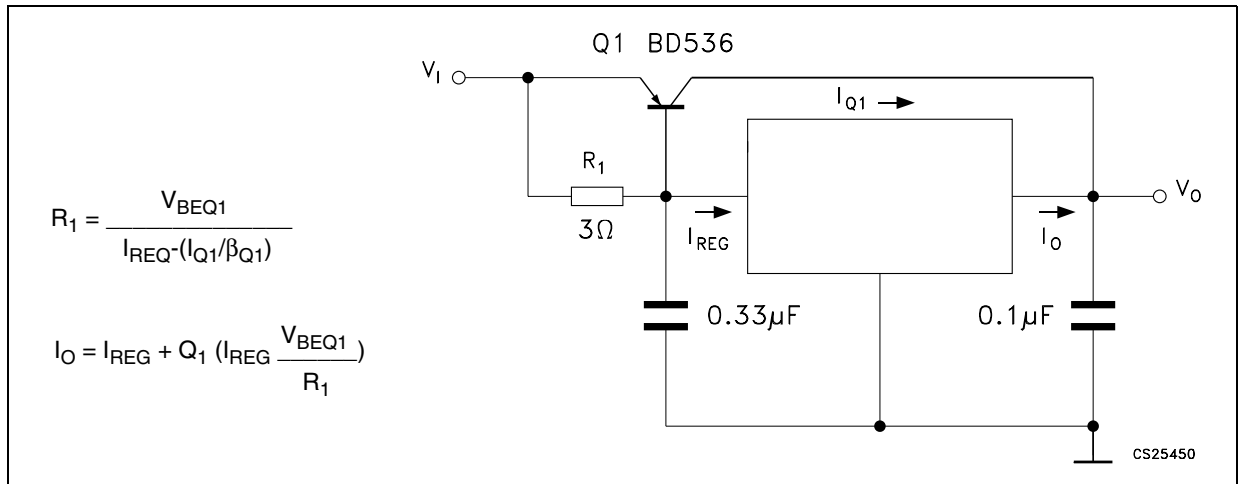 Q1 BD536
V_I
I_Q1
R_1
3Ω
I_REG
I_O
V_O
0.33µF
0.1µF
R_1 = V_BEQ1 / I_REQ-(I_Q1/β_Q1)
I_O = I_REG + Q_1 (I_REG V_BEQ1 / R_1)
CS25450